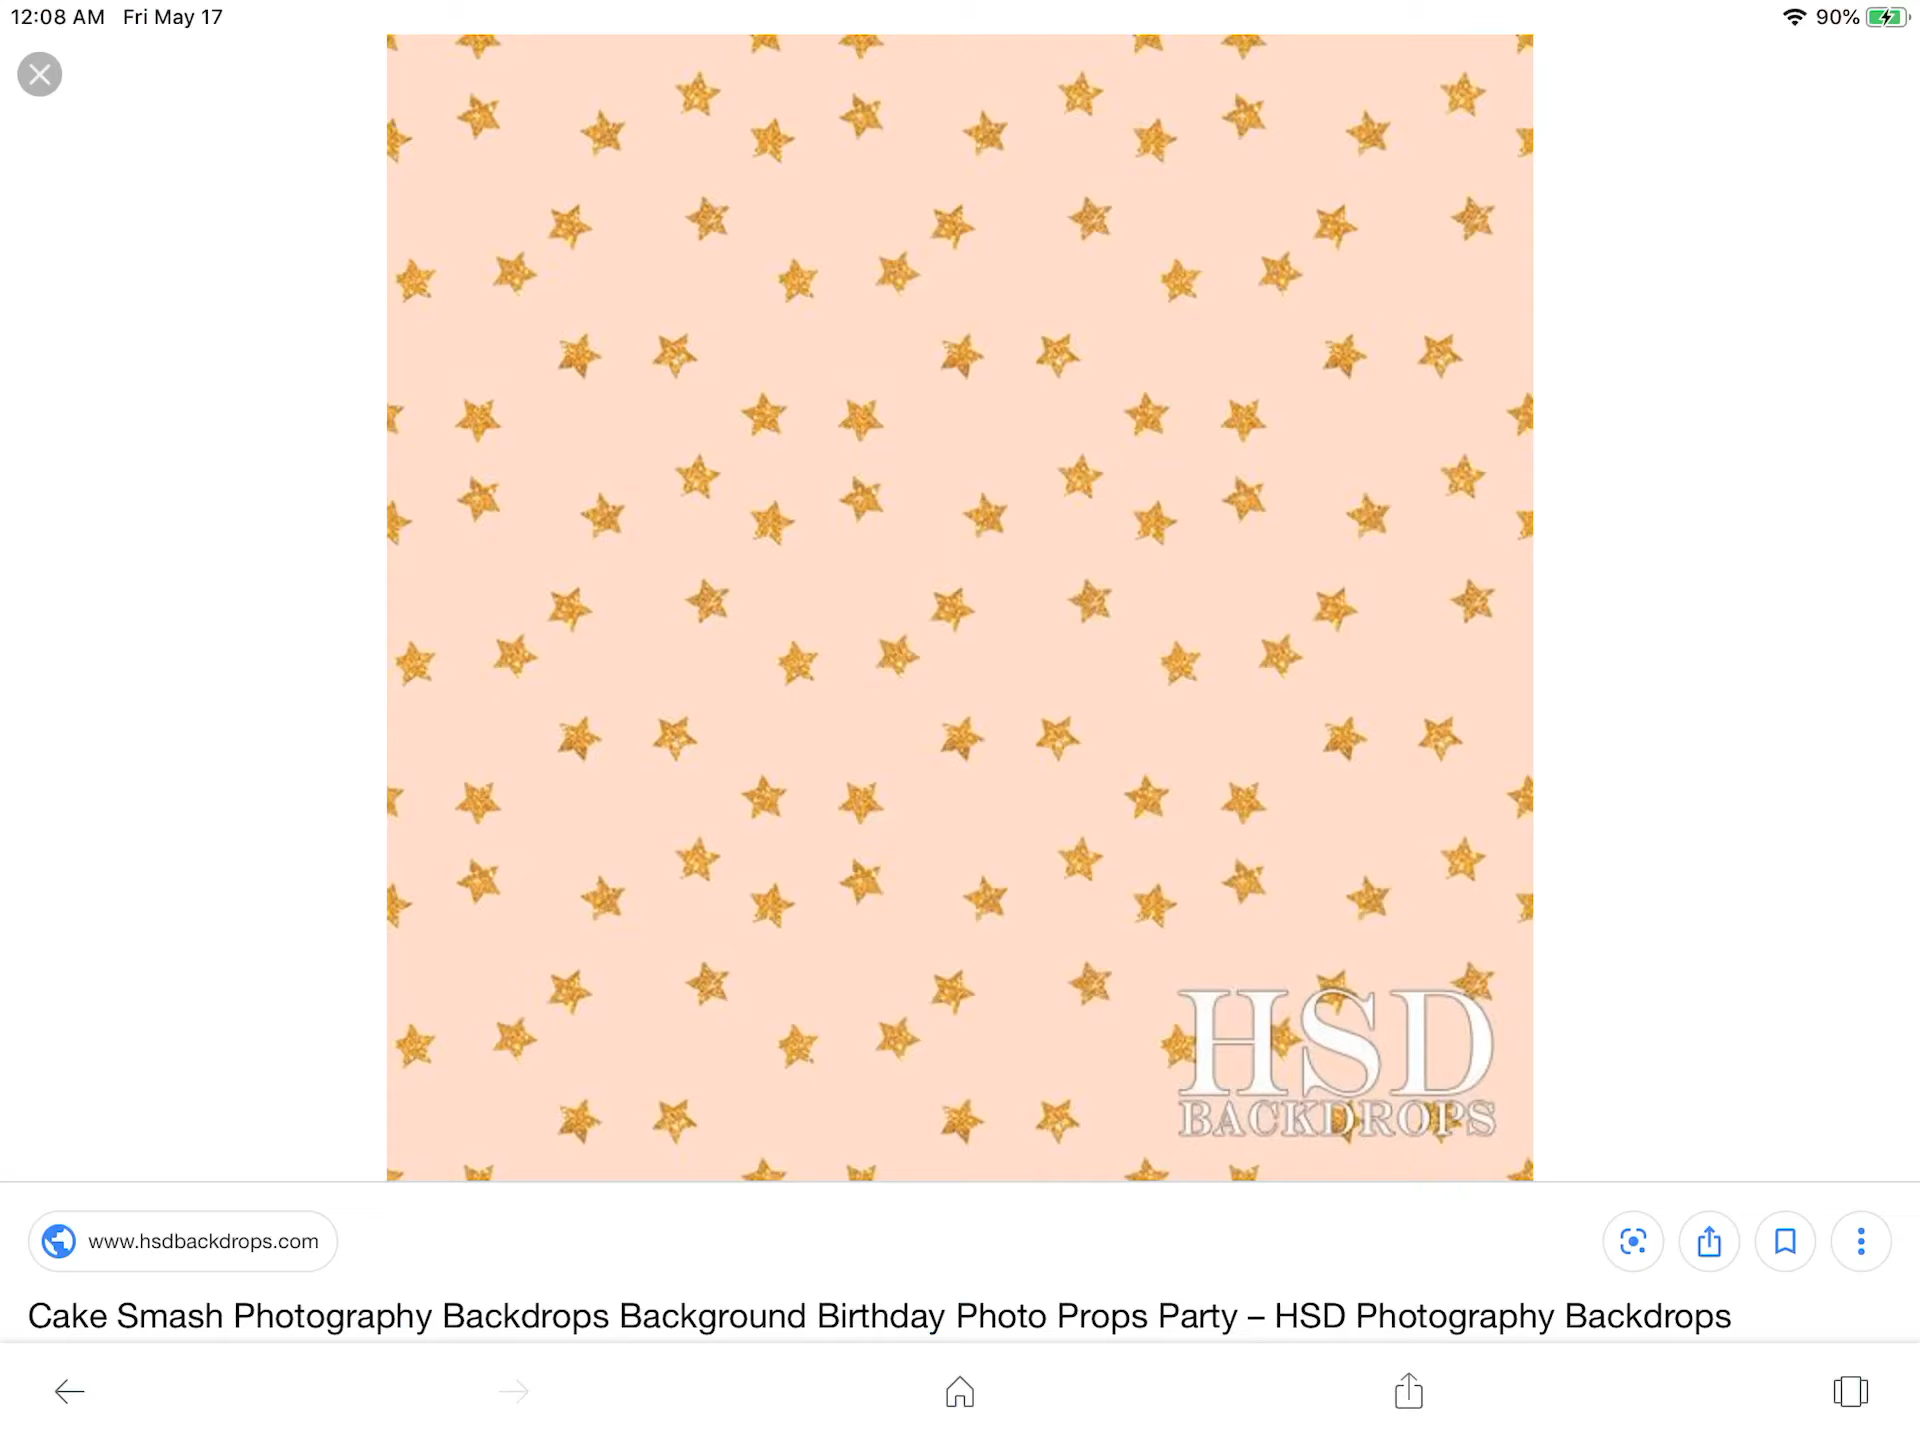 12:08 AM Fri May 17
90%
HSD
BACKDROPS
www.hsdbackdrops.com
Cake Smash Photography Backdrops Background Birthday Photo Props Party – HSD Photography Backdrops